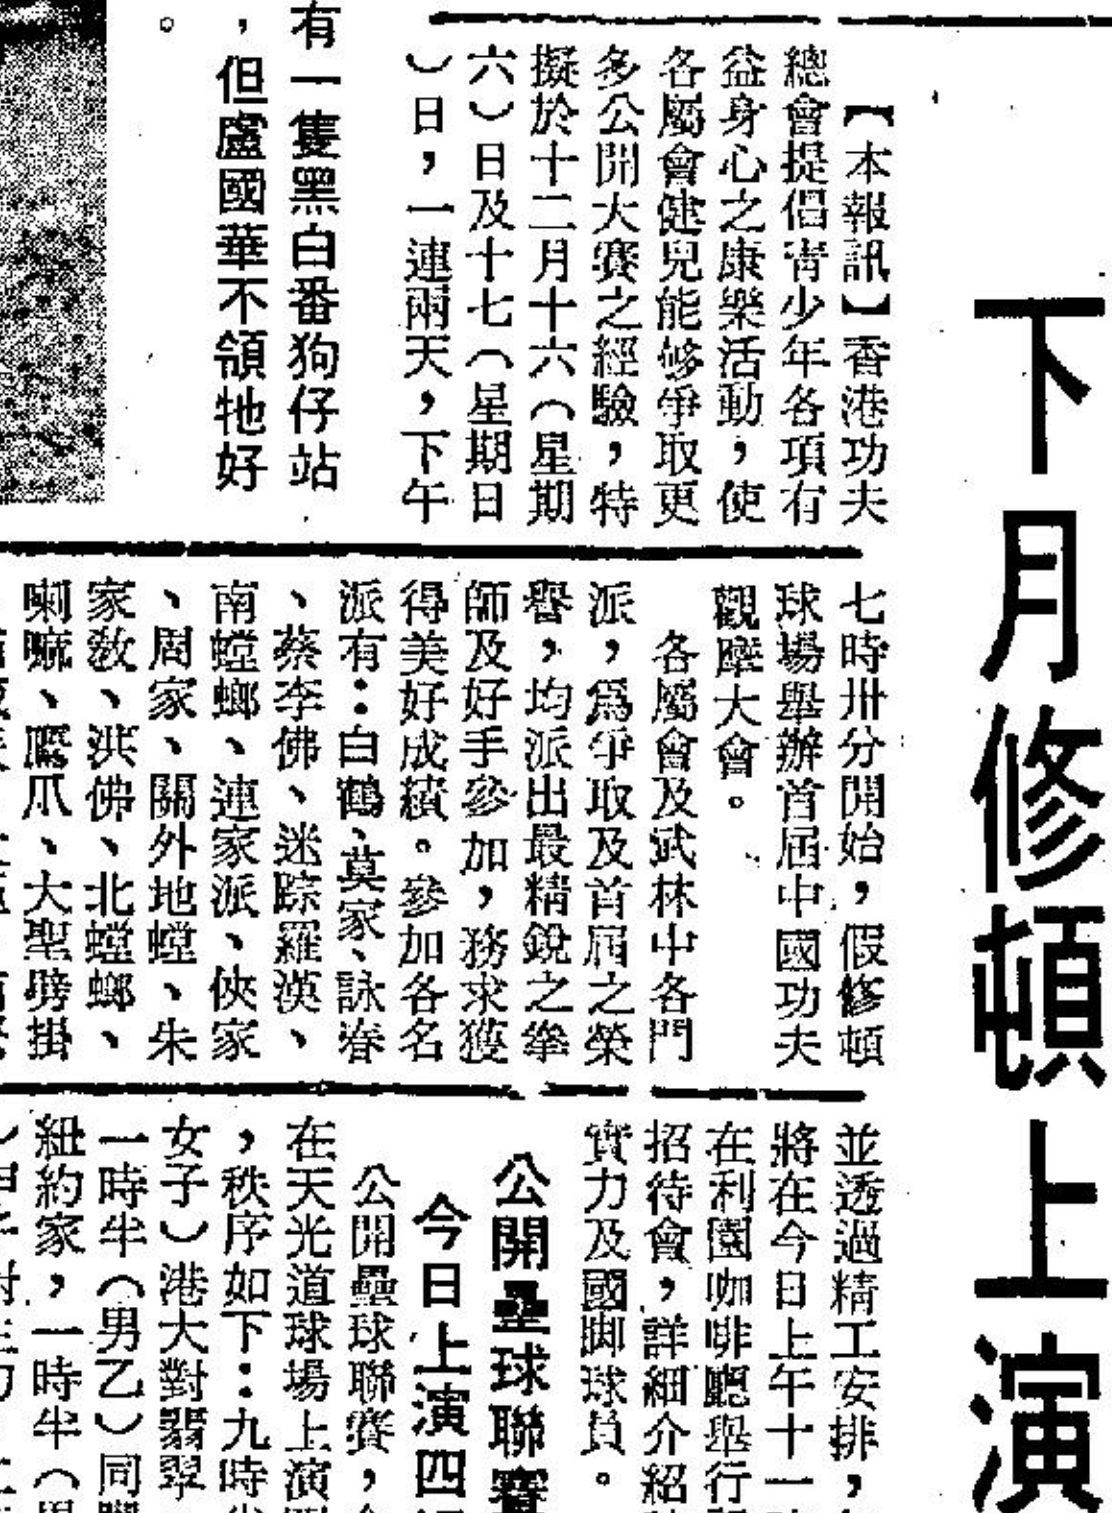 下月修頓上演
【本報訊】香港功夫
總會提倡青少年各項有
益身心之康樂活動，使
各屬會健兒能够爭取更
多公開大賽之經驗，特
擬於十二月十六（星期
六）日及十七（星期日
）日，一連兩天，下午
七時卅分開始，假修頓
球場舉辦首屆中國功夫
觀摩大會。
各屬會及武林中各門
派，爲爭取及首屆之榮
譽，均派出最精銳之拳
師及好手參加，務求獲
得美好成績。參加各名
派有：白鶴、莫家、詠春
、蔡李佛、迷踪羅漢、
南螳螂、連家派、俠家
、周家、關外地螳、朱
家教、洪佛、北螳螂、
喇嘛、鷹爪、大聖劈掛
有一隻黑白番狗仔站
，但盧國華不領牠好
。
並透過精工安排，
將在今日上午十一
在利園咖啡廳舉行
招待會，詳細介紹
實力及國脚球員。
公開壘球聯賽
今日上演四
公開壘球聯賽，
在天光道球場上演
，秩序如下：九時
女子）港大對翡翠
一時半（男乙）同
紐約家，一時半（